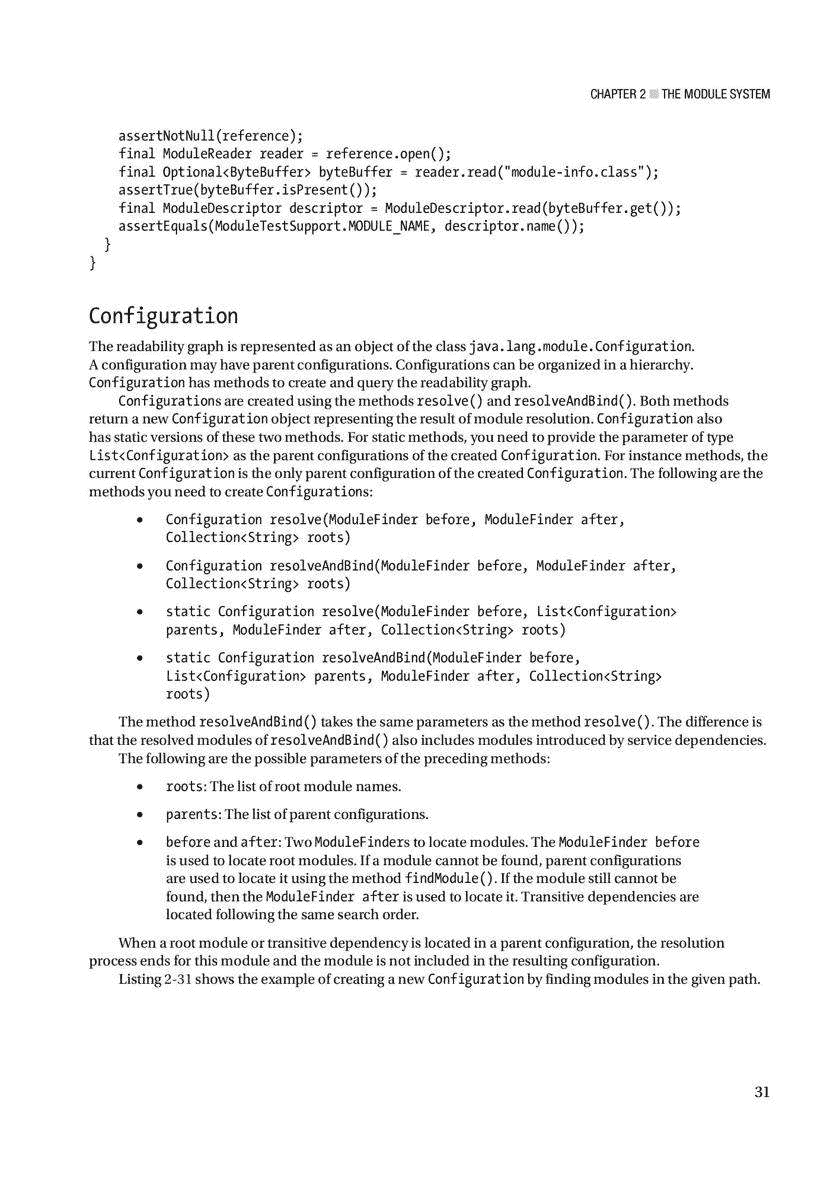 CHAPTER 2 ■ THE MODULE SYSTEM
assertNotNull(reference);
final ModuleReader reader = reference.open();
final Optional<ByteBuffer> byteBuffer = reader.read("module-info.class");
assertTrue(byteBuffer.isPresent());
final ModuleDescriptor descriptor = ModuleDescriptor.read(byteBuffer.get());
assertEquals(ModuleTestSupport.MODULE_NAME, descriptor.name());
}
}
Configuration
The readability graph is represented as an object of the class java.lang.module.Configuration.
A configuration may have parent configurations. Configurations can be organized in a hierarchy.
Configuration has methods to create and query the readability graph.
Configurations are created using the methods resolve() and resolveAndBind(). Both methods
return a new Configuration object representing the result of module resolution. Configuration also
has static versions of these two methods. For static methods, you need to provide the parameter of type
List<Configuration> as the parent configurations of the created Configuration. For instance methods, the
current Configuration is the only parent configuration of the created Configuration. The following are the
methods you need to create Configurations:
• Configuration resolve(ModuleFinder before, ModuleFinder after,
Collection<String> roots)
• Configuration resolveAndBind(ModuleFinder before, ModuleFinder after,
Collection<String> roots)
• static Configuration resolve(ModuleFinder before, List<Configuration>
parents, ModuleFinder after, Collection<String> roots)
• static Configuration resolveAndBind(ModuleFinder before,
List<Configuration> parents, ModuleFinder after, Collection<String>
roots)
The method resolveAndBind() takes the same parameters as the method resolve(). The difference is
that the resolved modules of resolveAndBind() also includes modules introduced by service dependencies.
The following are the possible parameters of the preceding methods:
• roots: The list of root module names.
• parents: The list of parent configurations.
• before and after: Two ModuleFinders to locate modules. The ModuleFinder before
is used to locate root modules. If a module cannot be found, parent configurations
are used to locate it using the method findModule(). If the module still cannot be
found, then the ModuleFinder after is used to locate it. Transitive dependencies are
located following the same search order.
When a root module or transitive dependency is located in a parent configuration, the resolution
process ends for this module and the module is not included in the resulting configuration.
Listing 2-31 shows the example of creating a new Configuration by finding modules in the given path.
31